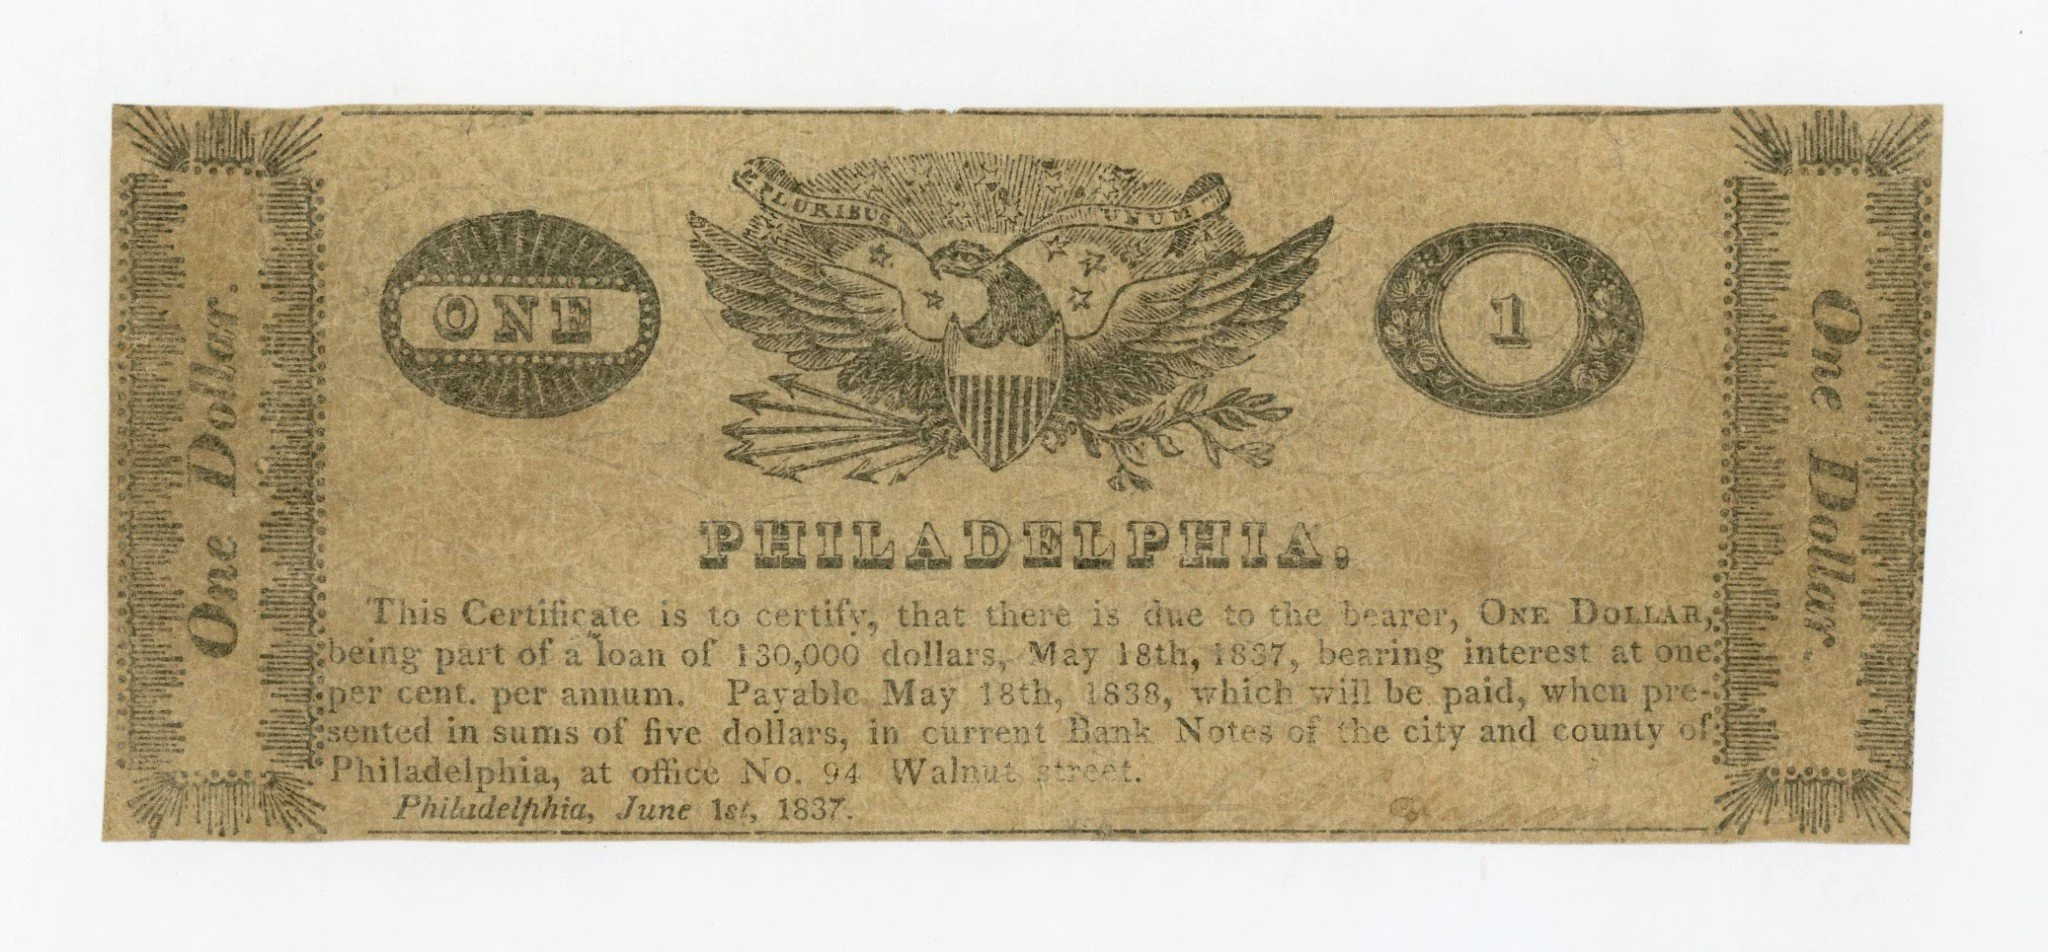 One Dollar.
E PLURIBUS UNUM
ONE
1
PHILADELPHIA,
This Certificate is to certify, that there is due to the bearer, ONE DOLLAR,
being part of a loan of 130,000 dollars, May 18th, 1837, bearing interest at one
per cent. per annum. Payable May 18th, 1838, which will be paid, when pre-
sented in sums of five dollars, in current Bank Notes of the city and county of
Philadelphia, at office No. 94 Walnut street.
Philadelphia, June 1st, 1837.
One Dollar.